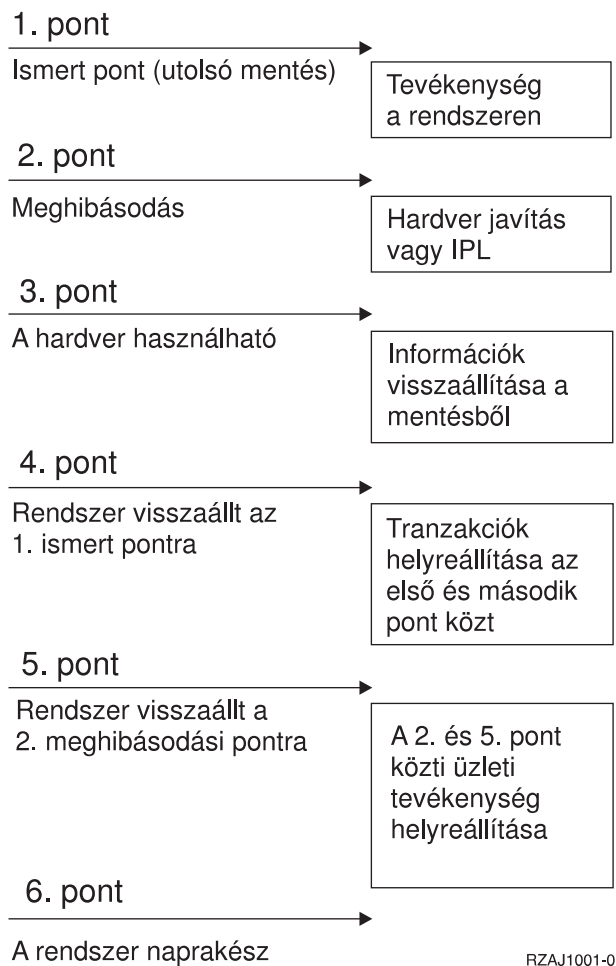 1. pont
Ismert pont (utolsó mentés)
Tevékenység
a rendszeren
2. pont
Meghibásodás
Hardver javítás
vagy IPL
3. pont
A hardver használható
Információk
visszaállítása a
mentésből
4. pont
Rendszer visszaállt az
1. ismert pontra
Tranzakciók
helyreállítása az
első és második
pont közt
5. pont
Rendszer visszaállt a
2. meghibásodási pontra
A 2. és 5. pont
közti üzleti
tevékenység
helyreállítása
6. pont
A rendszer naprakész
RZAJ1001-0